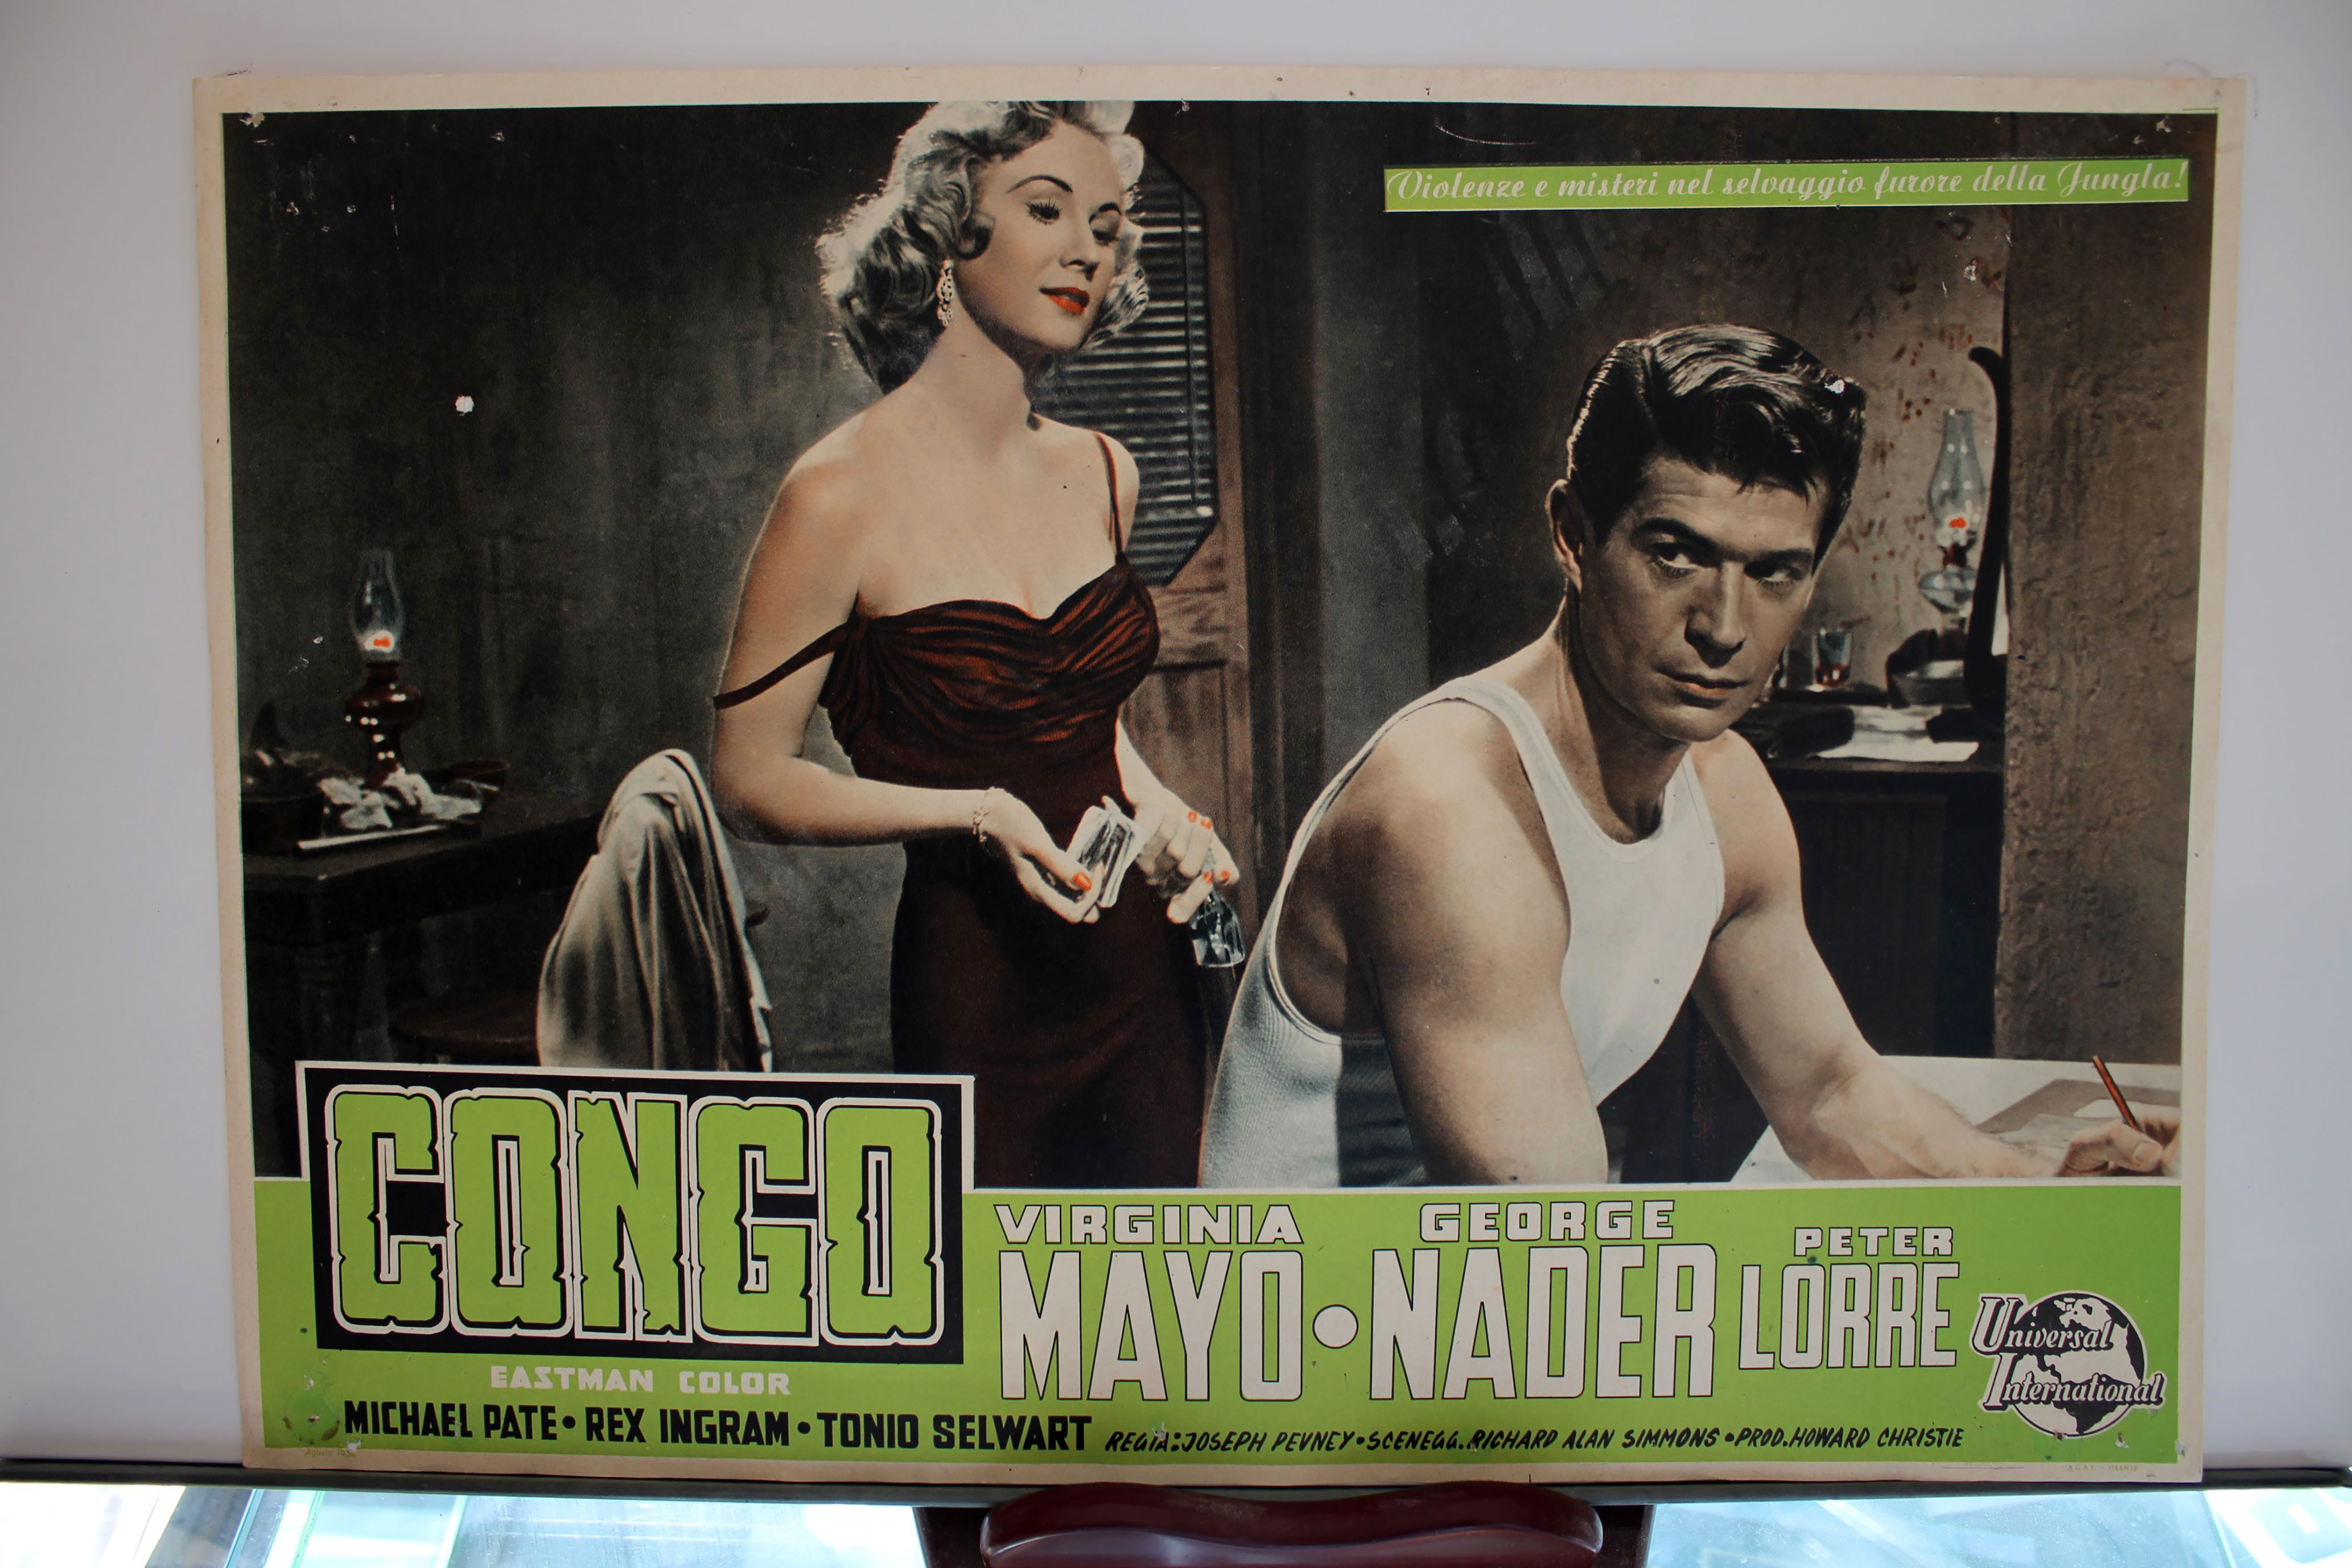 Violenze e misteri nel selvaggio furore della Jungla!
CONGO
EASTMAN COLOR
VIRGINIA MAYO • GEORGE NADER PETER LORRE
Universal International
MICHAEL PATE • REX INGRAM • TONIO SELWART
REGIA: JOSEPH PEVNEY • SCENEGG. RICHARD ALAN SIMMONS • PROD. HOWARD CHRISTIE